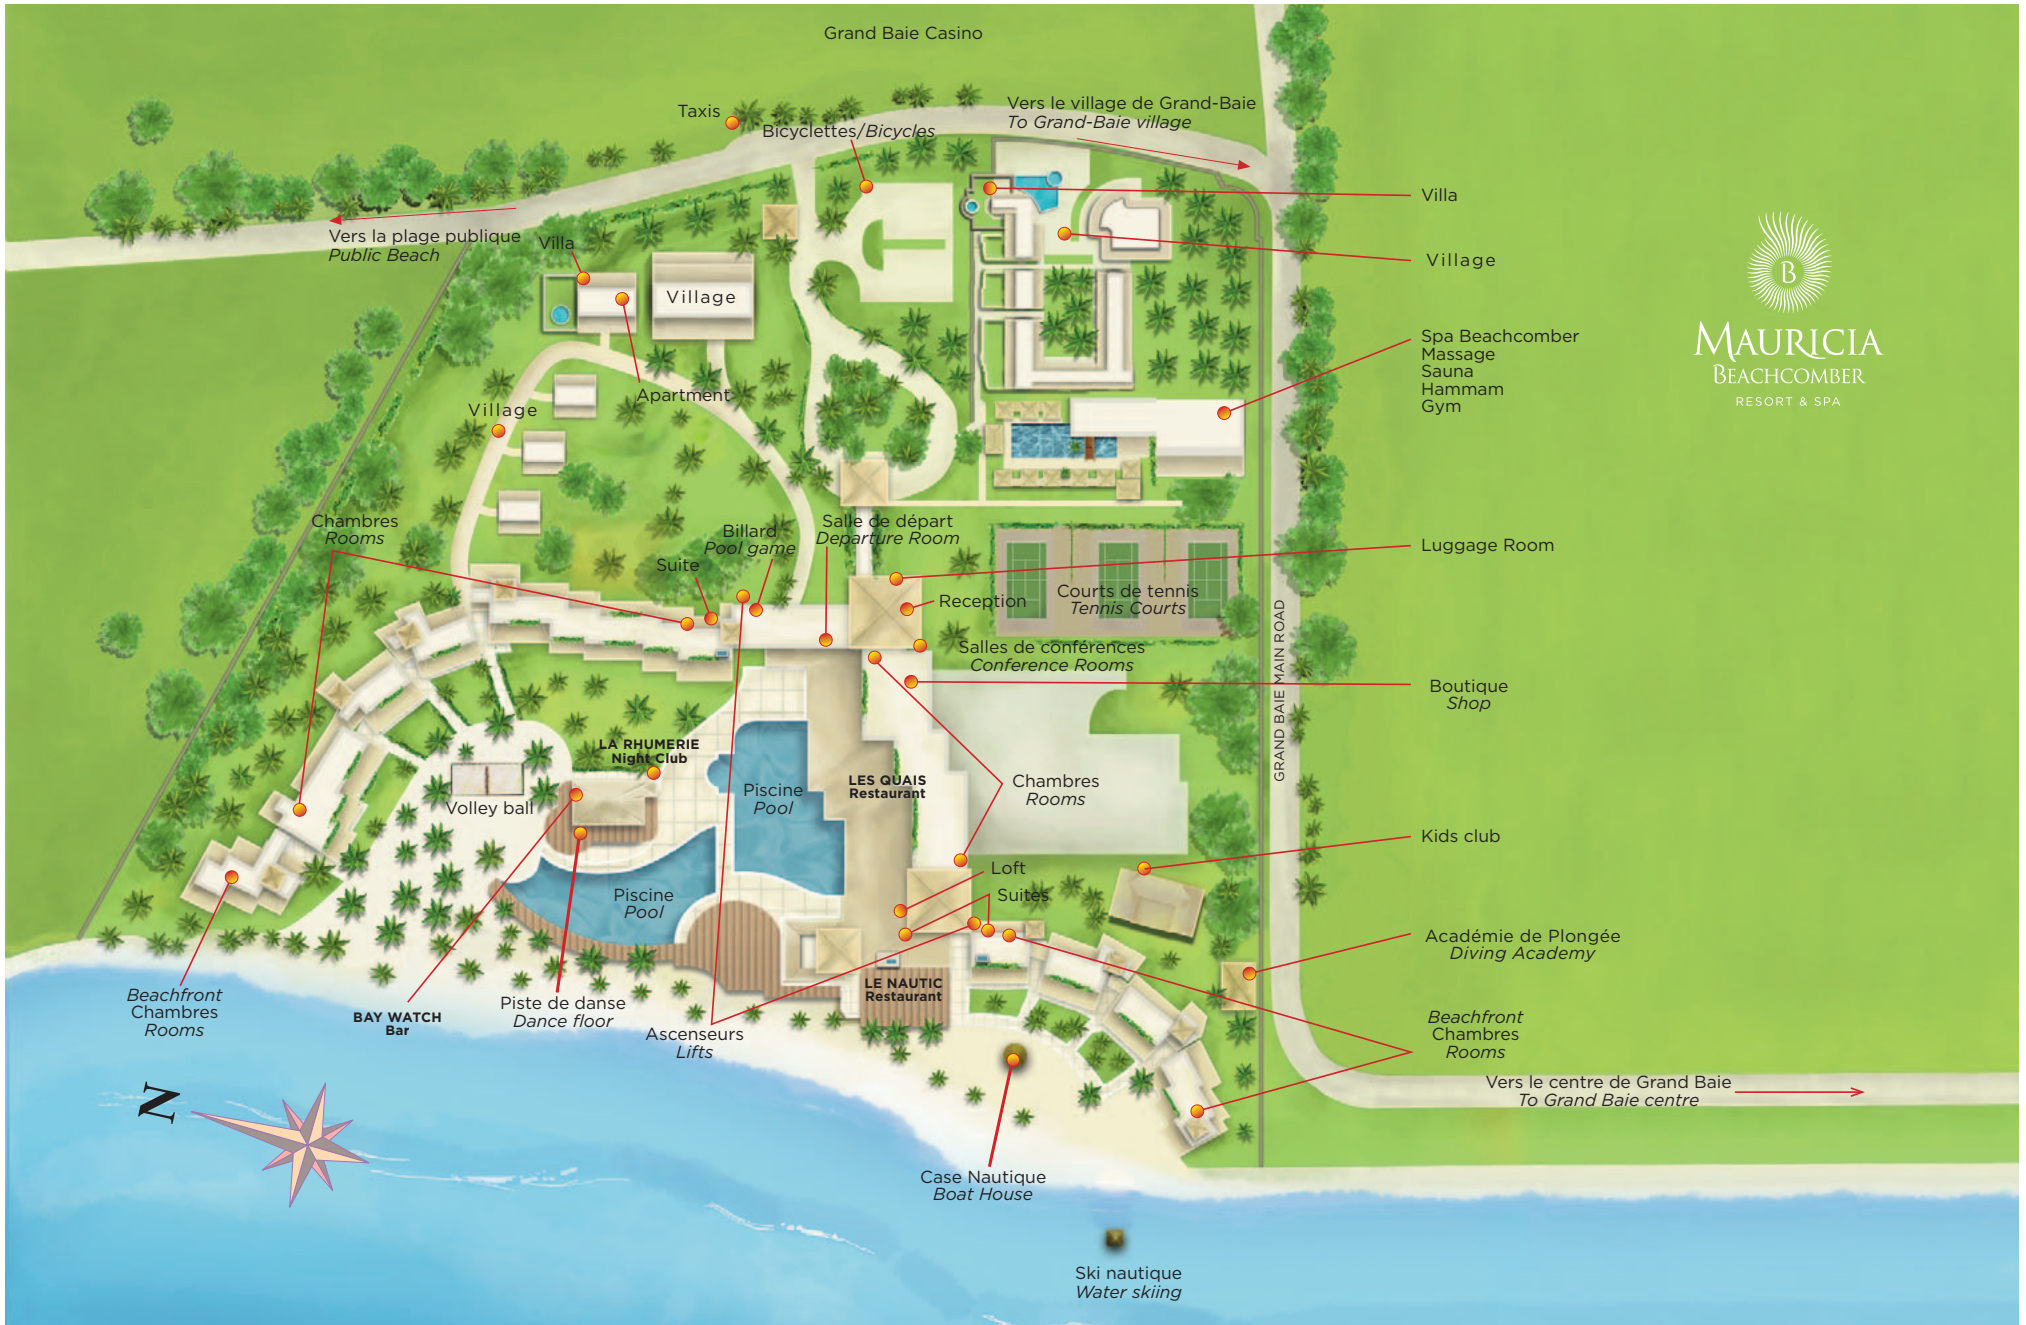 Grand Baie Casino
Taxis
Bicyclettes/Bicycles
Vers le village de Grand-Baie
To Grand-Baie village
Villa
Village
Vers la plage publique
Public Beach
Villa
Village
Apartment
Village
Spa Beachcomber
Massage
Sauna
Hammam
Gym
B
MAURICIA
BEACHCOMBER
RESORT & SPA
Chambres
Rooms
Billard
Pool game
Suite
Salle de départ
Departure Room
Luggage Room
Reception
Courts de tennis
Tennis Courts
Salles de conférences
Conference Rooms
Boutique
Shop
GRAND BAIE MAIN ROAD
LA RHUMERIE
Night Club
Volley ball
Piscine
Pool
LES QUAIS
Restaurant
Chambres
Rooms
Kids club
Piscine
Pool
Loft
Suites
Académie de Plongée
Diving Academy
Beachfront
Chambres
Rooms
BAY WATCH
Bar
Piste de danse
Dance floor
Ascenseurs
Lifts
LE NAUTIC
Restaurant
Beachfront
Chambres
Rooms
Vers le centre de Grand Baie
To Grand Baie centre
N
Case Nautique
Boat House
Ski nautique
Water skiing